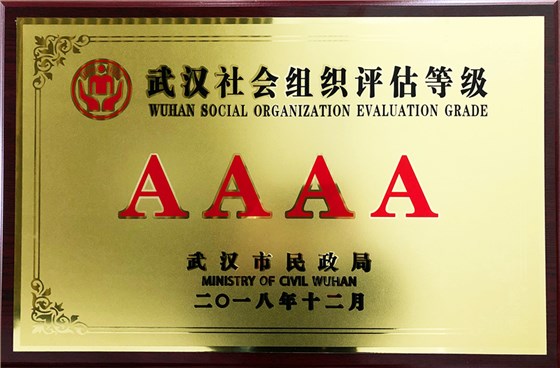 武汉社会组织评估等级
WUHAN SOCIAL ORGANIZATION EVALUATION GRADE
AAAA
武汉市民政局
MINISTRY OF CIVIL WUHAN
二〇一八年十二月